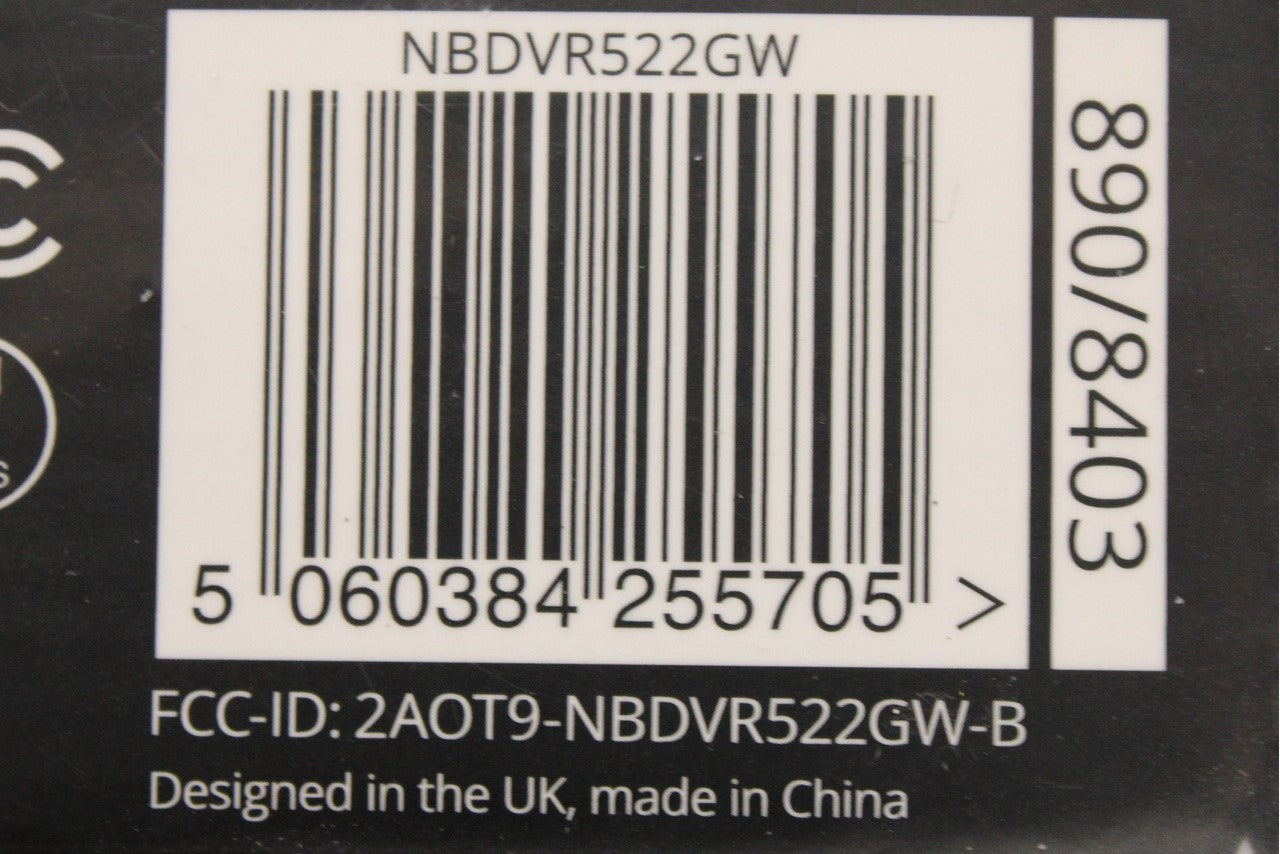 NBDVR522GW
5 060384 255705 >
890/8403
FCC-ID: 2AOT9-NBDVR522GW-B
Designed in the UK, made in China